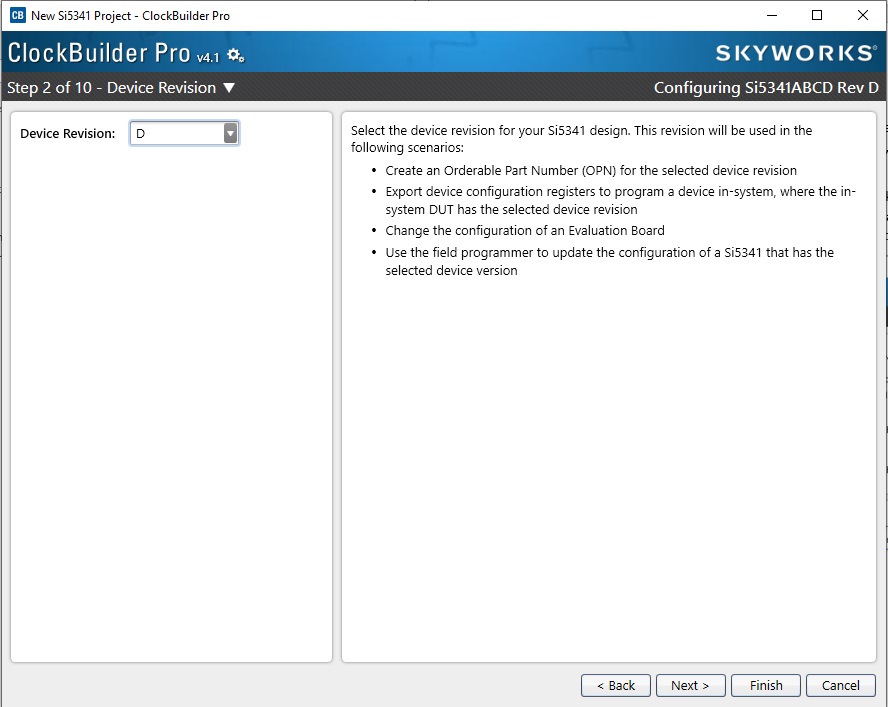 CB New Si5341 Project - ClockBuilder Pro
ClockBuilder Pro v4.1
SKYWORKS®
Step 2 of 10 - Device Revision ▼
Configuring Si5341ABCD Rev D
Device Revision: D
Select the device revision for your Si5341 design. This revision will be used in the
following scenarios:
• Create an Orderable Part Number (OPN) for the selected device revision
• Export device configuration registers to program a device in-system, where the in-
system DUT has the selected device revision
• Change the configuration of an Evaluation Board
• Use the field programmer to update the configuration of a Si5341 that has the
selected device version
< Back
Next >
Finish
Cancel